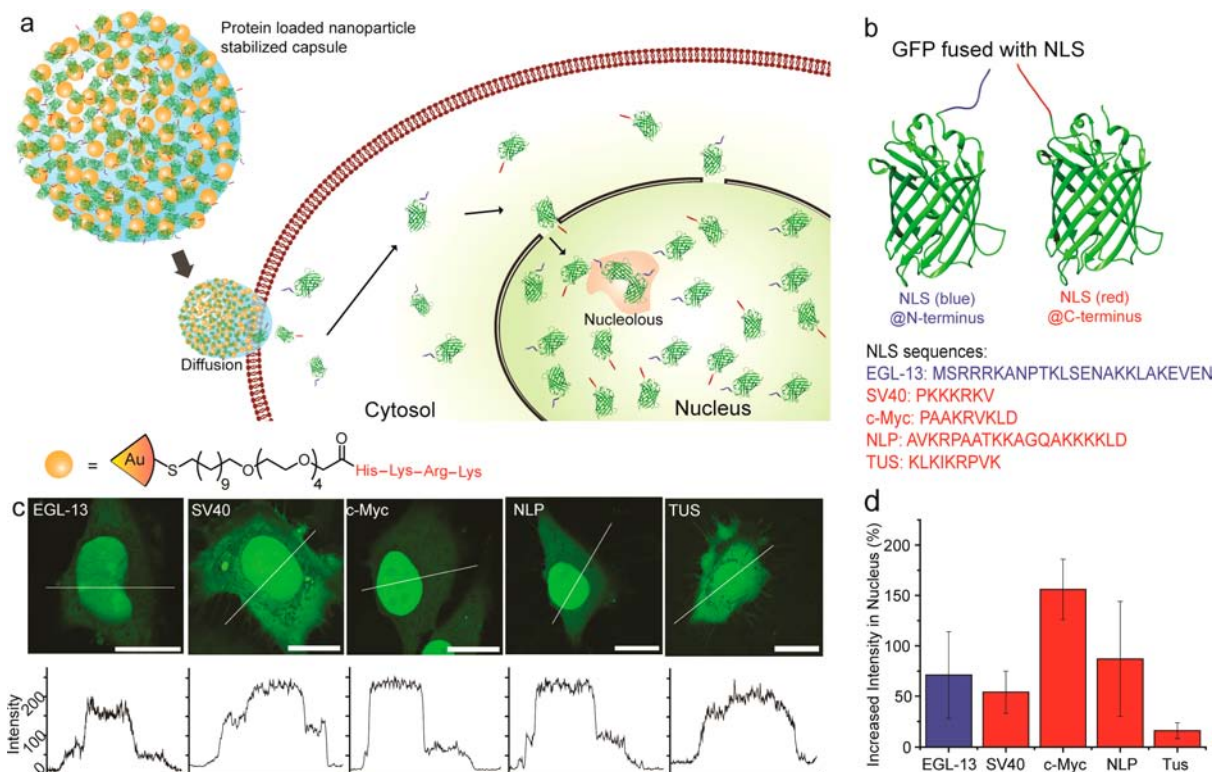 a
Protein loaded nanoparticle
stabilized capsule
Diffusion
Cytosol
Nucleolous
Nucleus
= Au S 9 O O 4 O His–Lys–Arg–Lys
b
GFP fused with NLS
NLS (blue)
@N-terminus
NLS (red)
@C-terminus
NLS sequences:
EGL-13: MSRRRKANPTKLSENAKKLAKEVEN
SV40: PKKKRKV
c-Myc: PAAKRVKLD
NLP: AVKRPAATKKAGQAKKKKLD
TUS: KLKIKRPVK
c
EGL-13
SV40
c-Myc
NLP
TUS
Intensity
200
100
0
d
Increased Intensity in Nucleus (%)
200
150
100
50
0
EGL-13 SV40 c-Myc NLP Tus